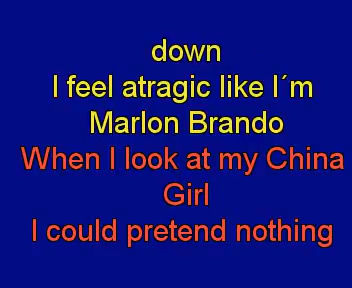 down
I feel atragic like I´m
Marlon Brando
When I look at my China
Girl
I could pretend nothing